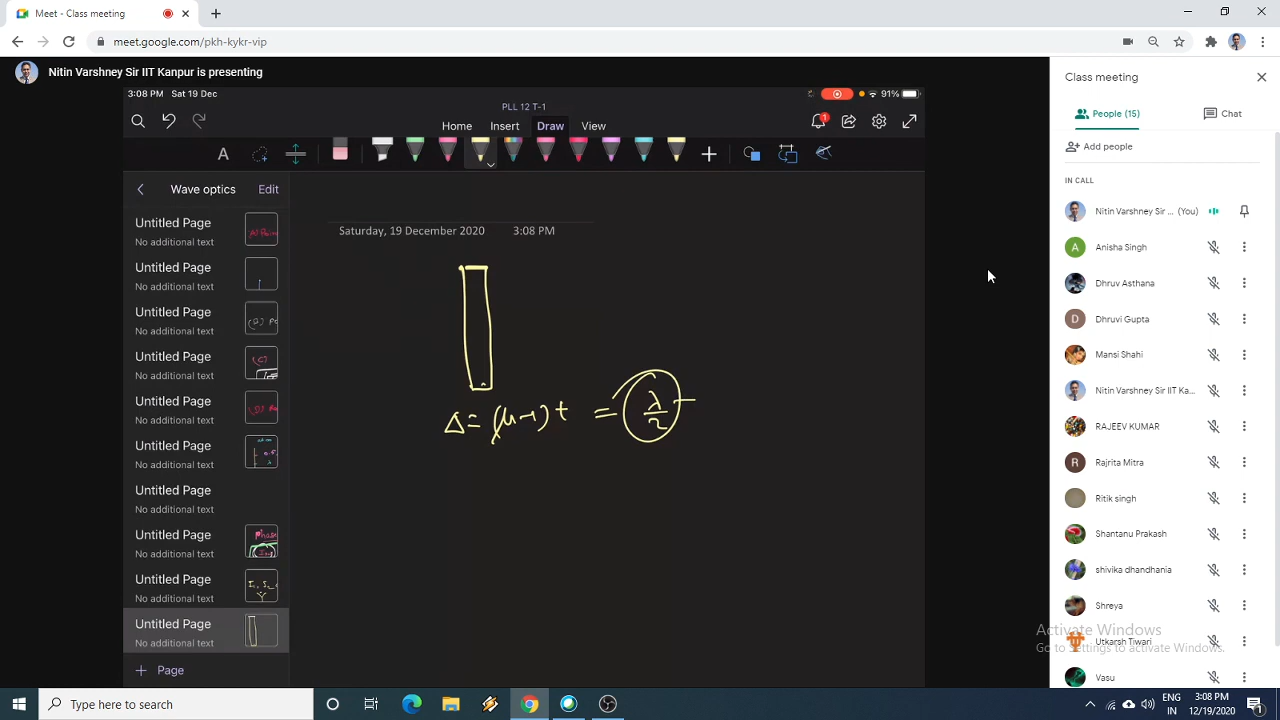 Meet - Class meeting
meet.google.com/pkh-kykr-vip
Nitin Varshney Sir IIT Kanpur is presenting
3:08 PM Sat 19 Dec
91%
PLL 12 T-1
Home Insert Draw View
1
A
Wave optics
Edit
Untitled Page
No additional text
Untitled Page
No additional text
Untitled Page
No additional text
Untitled Page
No additional text
Untitled Page
No additional text
Untitled Page
No additional text
Untitled Page
No additional text
Untitled Page
No additional text
Untitled Page
No additional text
Untitled Page
No additional text
Page
Saturday, 19 December 2020 3:08 PM
Δ = (μ-1) t = λ/2
Class meeting
People (15)
Chat
Add people
IN CALL
Nitin Varshney Sir ... (You)
A Anisha Singh
Dhruv Asthana
D Dhruvi Gupta
Mansi Shahi
Nitin Varshney Sir IIT Ka...
RAJEEV KUMAR
R Rajrita Mitra
Ritik singh
Shantanu Prakash
shivika dhandhania
Shreya
Utkarsh Tiwari
Vasu
Activate Windows
Go to Settings to activate Windows.
Type here to search
ENG
IN
3:08 PM
12/19/2020
1